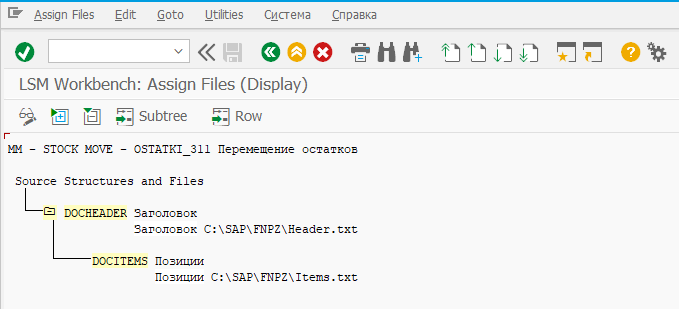 Assign Files Edit Goto Utilities Система Справка
LSM Workbench: Assign Files (Display)
Subtree Row
MM - STOCK MOVE - OSTATKI_311 Перемещение остатков
Source Structures and Files
DOCHEADER Заголовок
Заголовок C:\SAP\FNPZ\Header.txt
DOCITEMS Позиции
Позиции C:\SAP\FNPZ\Items.txt